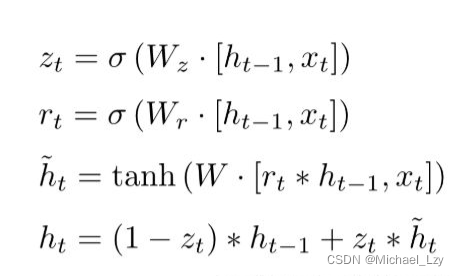 z_t = σ (W_z · [h_{t−1}, x_t])
r_t = σ (W_r · [h_{t−1}, x_t])
h̃_t = tanh (W · [r_t * h_{t−1}, x_t])
h_t = (1 − z_t) * h_{t−1} + z_t * h̃_t
CSDN @Michael_Lzy